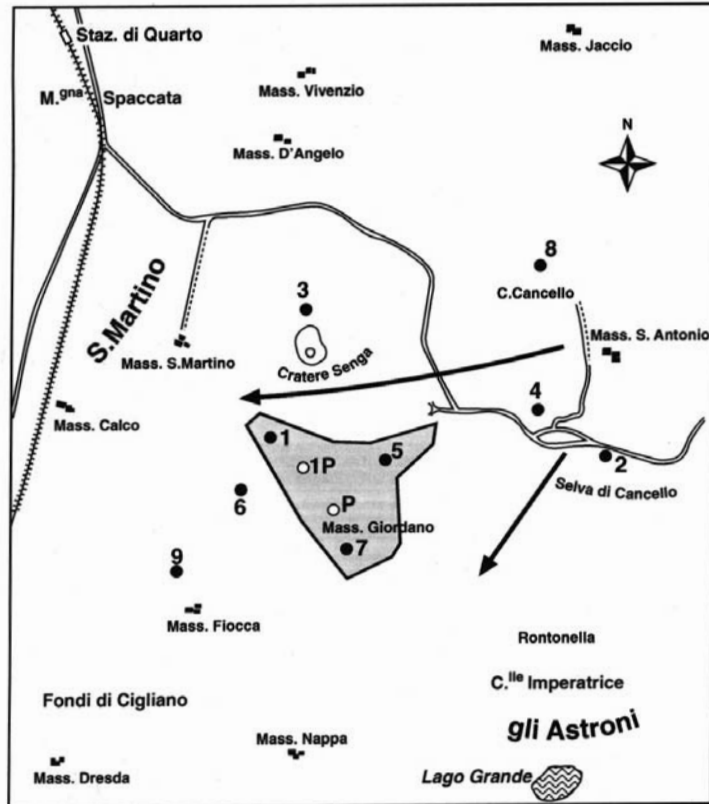 Staz. di Quarto
Mass. Jaccio
M.gna Spaccata
Mass. Vivenzio
Mass. D'Angelo
N
8
C.Cancello
3
S.Martino
Mass. S. Antonio
Mass. S.Martino
Cratere Senga
4
Mass. Calco
1
5
2
1P
Selva di Cancello
6
P
Mass. Giordano
7
9
Mass. Fiocca
Rontonella
C.lle Imperatrice
Fondi di Cigliano
gli Astroni
Mass. Nappa
Mass. Dresda
Lago Grande